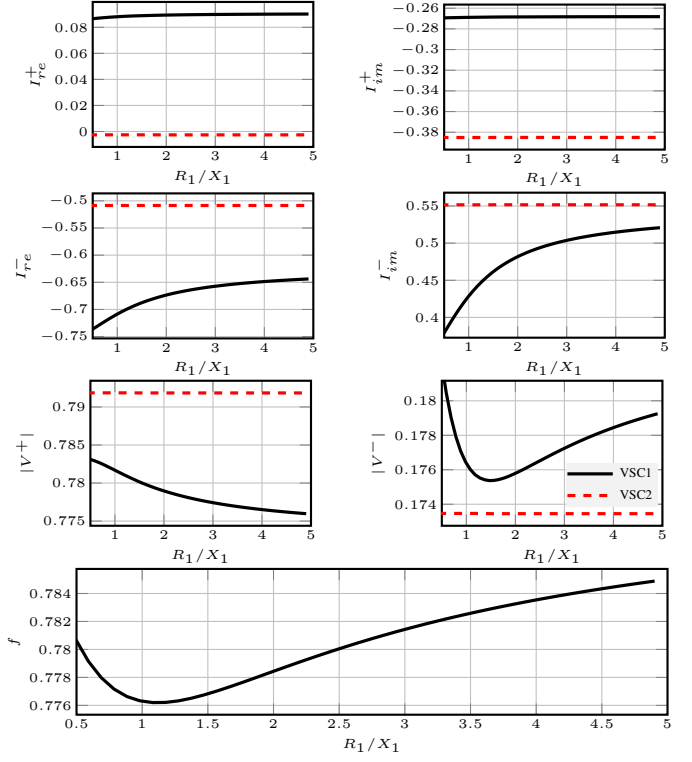 0.08
0.06
0.04
0.02
0
I⁺ᵣₑ
1 2 3 4 5
R₁/X₁
−0.26
−0.28
−0.3
−0.32
−0.34
−0.36
−0.38
I⁺ᵢₘ
1 2 3 4 5
R₁/X₁
−0.5
−0.55
−0.6
−0.65
−0.7
−0.75
I⁻ᵣₑ
1 2 3 4 5
R₁/X₁
0.55
0.5
0.45
0.4
I⁻ᵢₘ
1 2 3 4 5
R₁/X₁
0.79
0.785
0.78
0.775
|V⁺|
1 2 3 4 5
R₁/X₁
0.18
0.178
0.176
0.174
|V⁻|
VSC1
VSC2
1 2 3 4 5
R₁/X₁
0.784
0.782
0.78
0.778
0.776
f
0.5 1 1.5 2 2.5 3 3.5 4 4.5 5
R₁/X₁